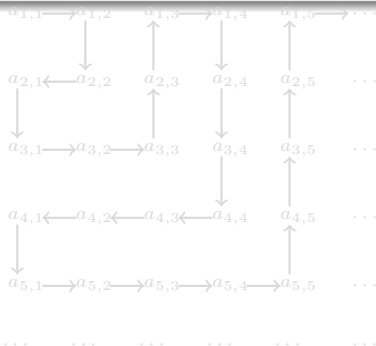 a1,1 → a1,2 a1,3 → a1,4 a1,5 → ...
a2,1 ← a2,2 a2,3 a2,4 a2,5 ...
a3,1 → a3,2 → a3,3 a3,4 a3,5 ...
a4,1 ← a4,2 ← a4,3 ← a4,4 a4,5 ...
a5,1 → a5,2 → a5,3 → a5,4 → a5,5 ...
... ... ... ... ... ...